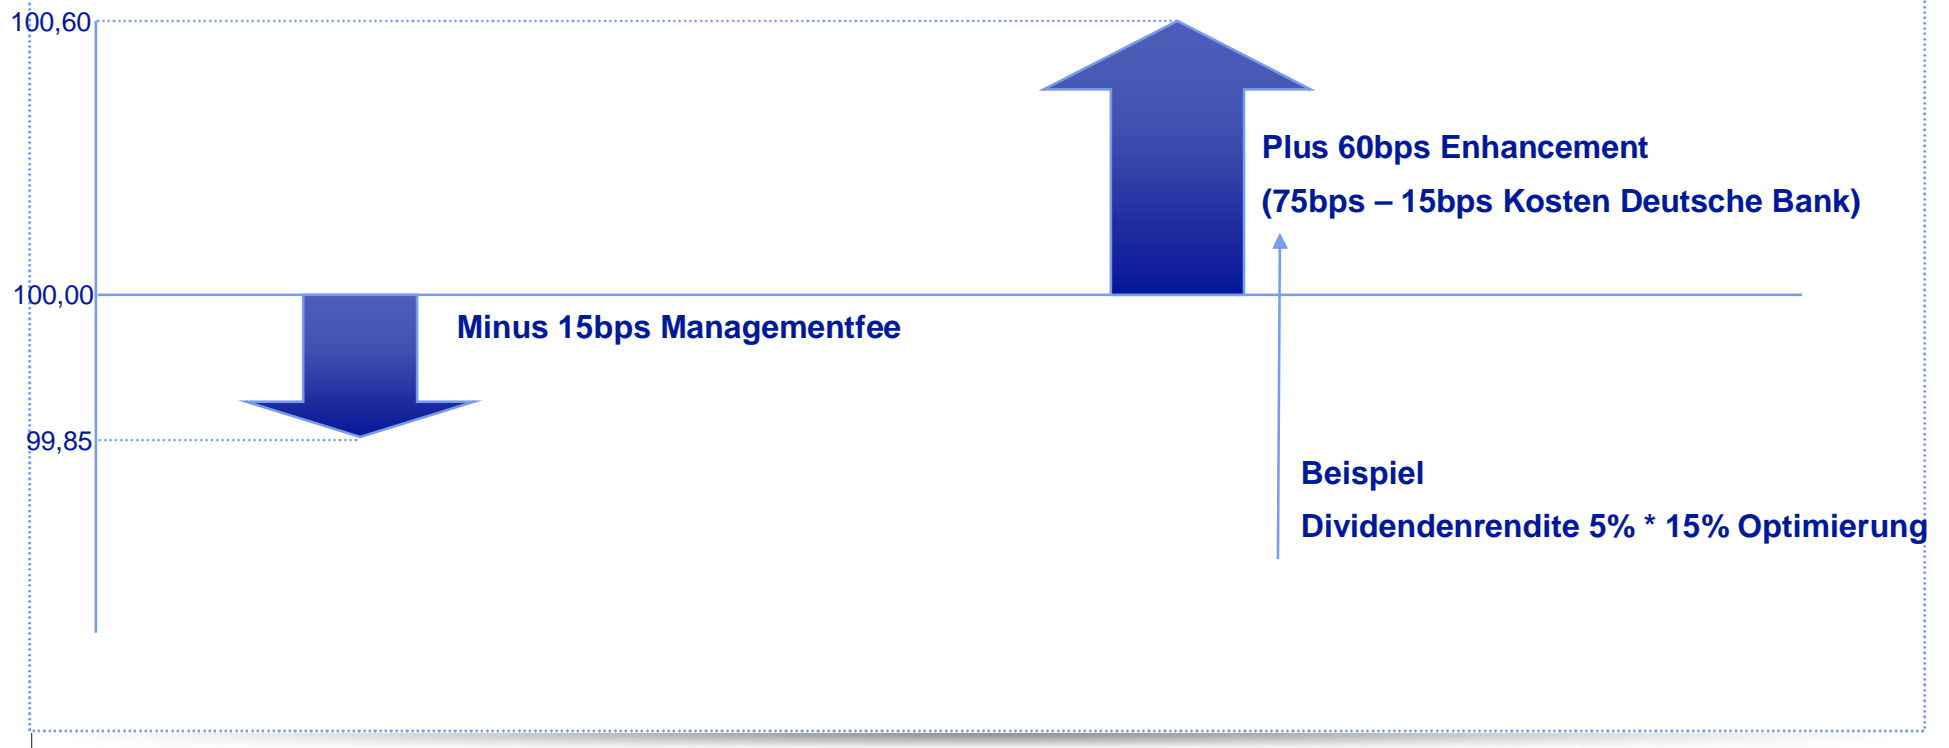 100,60
Plus 60bps Enhancement
(75bps – 15bps Kosten Deutsche Bank)
100,00
Minus 15bps Managementfee
99,85
Beispiel
Dividendenrendite 5% * 15% Optimierung